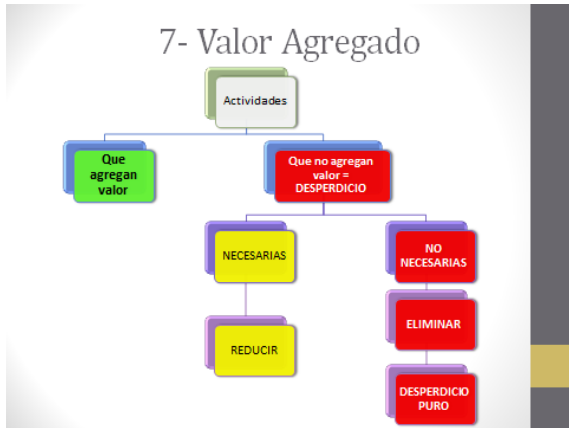 7- Valor Agregado
Actividades
Que
agregan
valor
Que no agregan
valor =
DESPERDICIO
NECESARIAS
NO
NECESARIAS
REDUCIR
ELIMINAR
DESPERDICIO
PURO